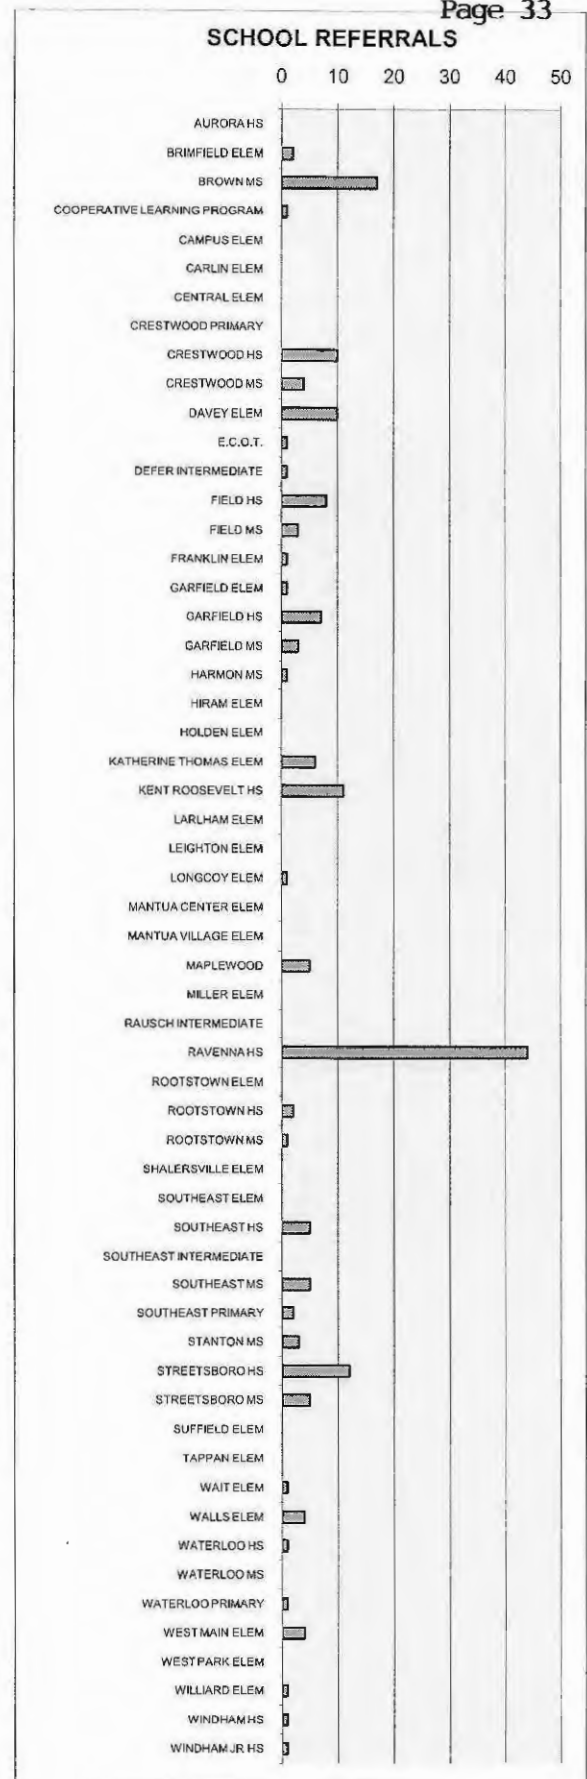 Page 33
SCHOOL REFERRALS
0 10 20 30 40 50
AURORA HS
BRIMFIELD ELEM
BROWN MS
COOPERATIVE LEARNING PROGRAM
CAMPUS ELEM
CARLIN ELEM
CENTRAL ELEM
CRESTWOOD PRIMARY
CRESTWOOD HS
CRESTWOOD MS
DAVEY ELEM
E.C.O.T.
DEFER INTERMEDIATE
FIELD HS
FIELD MS
FRANKLIN ELEM
GARFIELD ELEM
GARFIELD HS
GARFIELD MS
HARMON MS
HIRAM ELEM
HOLDEN ELEM
KATHERINE THOMAS ELEM
KENT ROOSEVELT HS
LARLHAM ELEM
LEIGHTON ELEM
LONGCOY ELEM
MANTUA CENTER ELEM
MANTUA VILLAGE ELEM
MAPLEWOOD
MILLER ELEM
RAUSCH INTERMEDIATE
RAVENNA HS
ROOTSTOWN ELEM
ROOTSTOWN HS
ROOTSTOWN MS
SHALERSVILLE ELEM
SOUTHEAST ELEM
SOUTHEAST HS
SOUTHEAST INTERMEDIATE
SOUTHEAST MS
SOUTHEAST PRIMARY
STANTON MS
STREETSBORO HS
STREETSBORO MS
SUFFIELD ELEM
TAPPAN ELEM
WAIT ELEM
WALLS ELEM
WATERLOO HS
WATERLOO MS
WATERLOO PRIMARY
WEST MAIN ELEM
WEST PARK ELEM
WILLIARD ELEM
WINDHAM HS
WINDHAM JR HS